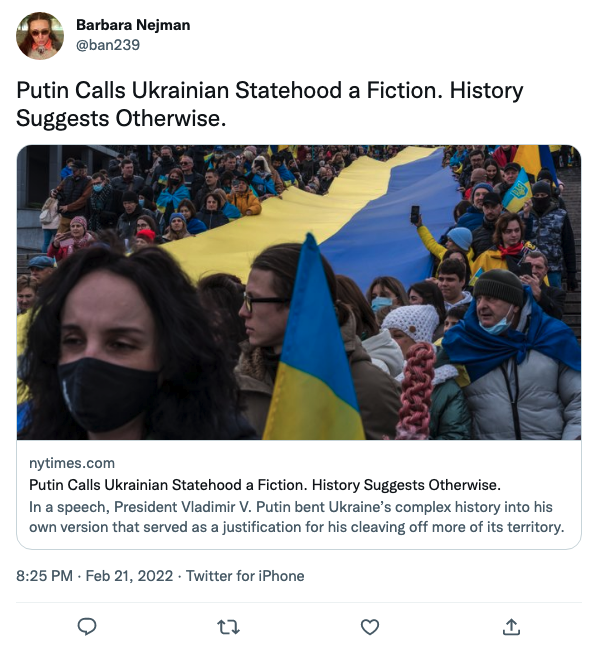 Barbara Nejman
@ban239
Putin Calls Ukrainian Statehood a Fiction. History
Suggests Otherwise.
nytimes.com
Putin Calls Ukrainian Statehood a Fiction. History Suggests Otherwise.
In a speech, President Vladimir V. Putin bent Ukraine’s complex history into his
own version that served as a justification for his cleaving off more of its territory.
8:25 PM · Feb 21, 2022 · Twitter for iPhone